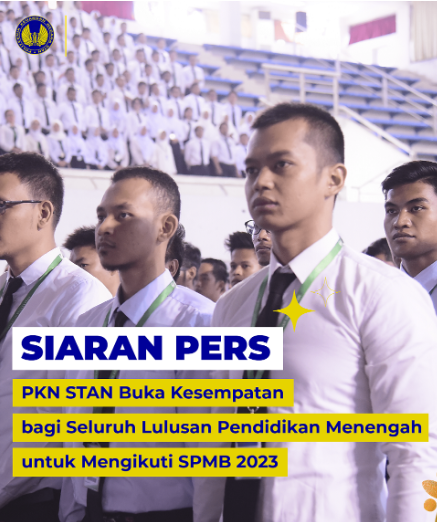 SIARAN PERS
PKN STAN Buka Kesempatan
bagi Seluruh Lulusan Pendidikan Menengah
untuk Mengikuti SPMB 2023